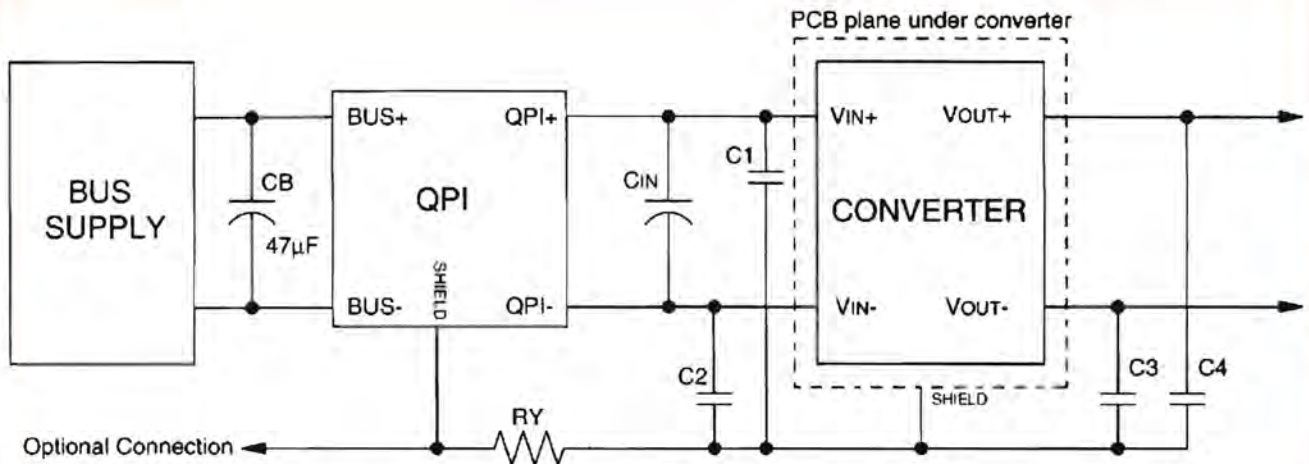 PCB plane under converter
BUS SUPPLY
CB
47µF
BUS+
QPI+
QPI
SHIELD
BUS-
QPI-
CIN
C1
C2
VIN+
VOUT+
CONVERTER
VIN-
VOUT-
SHIELD
C3
C4
RY
Optional Connection